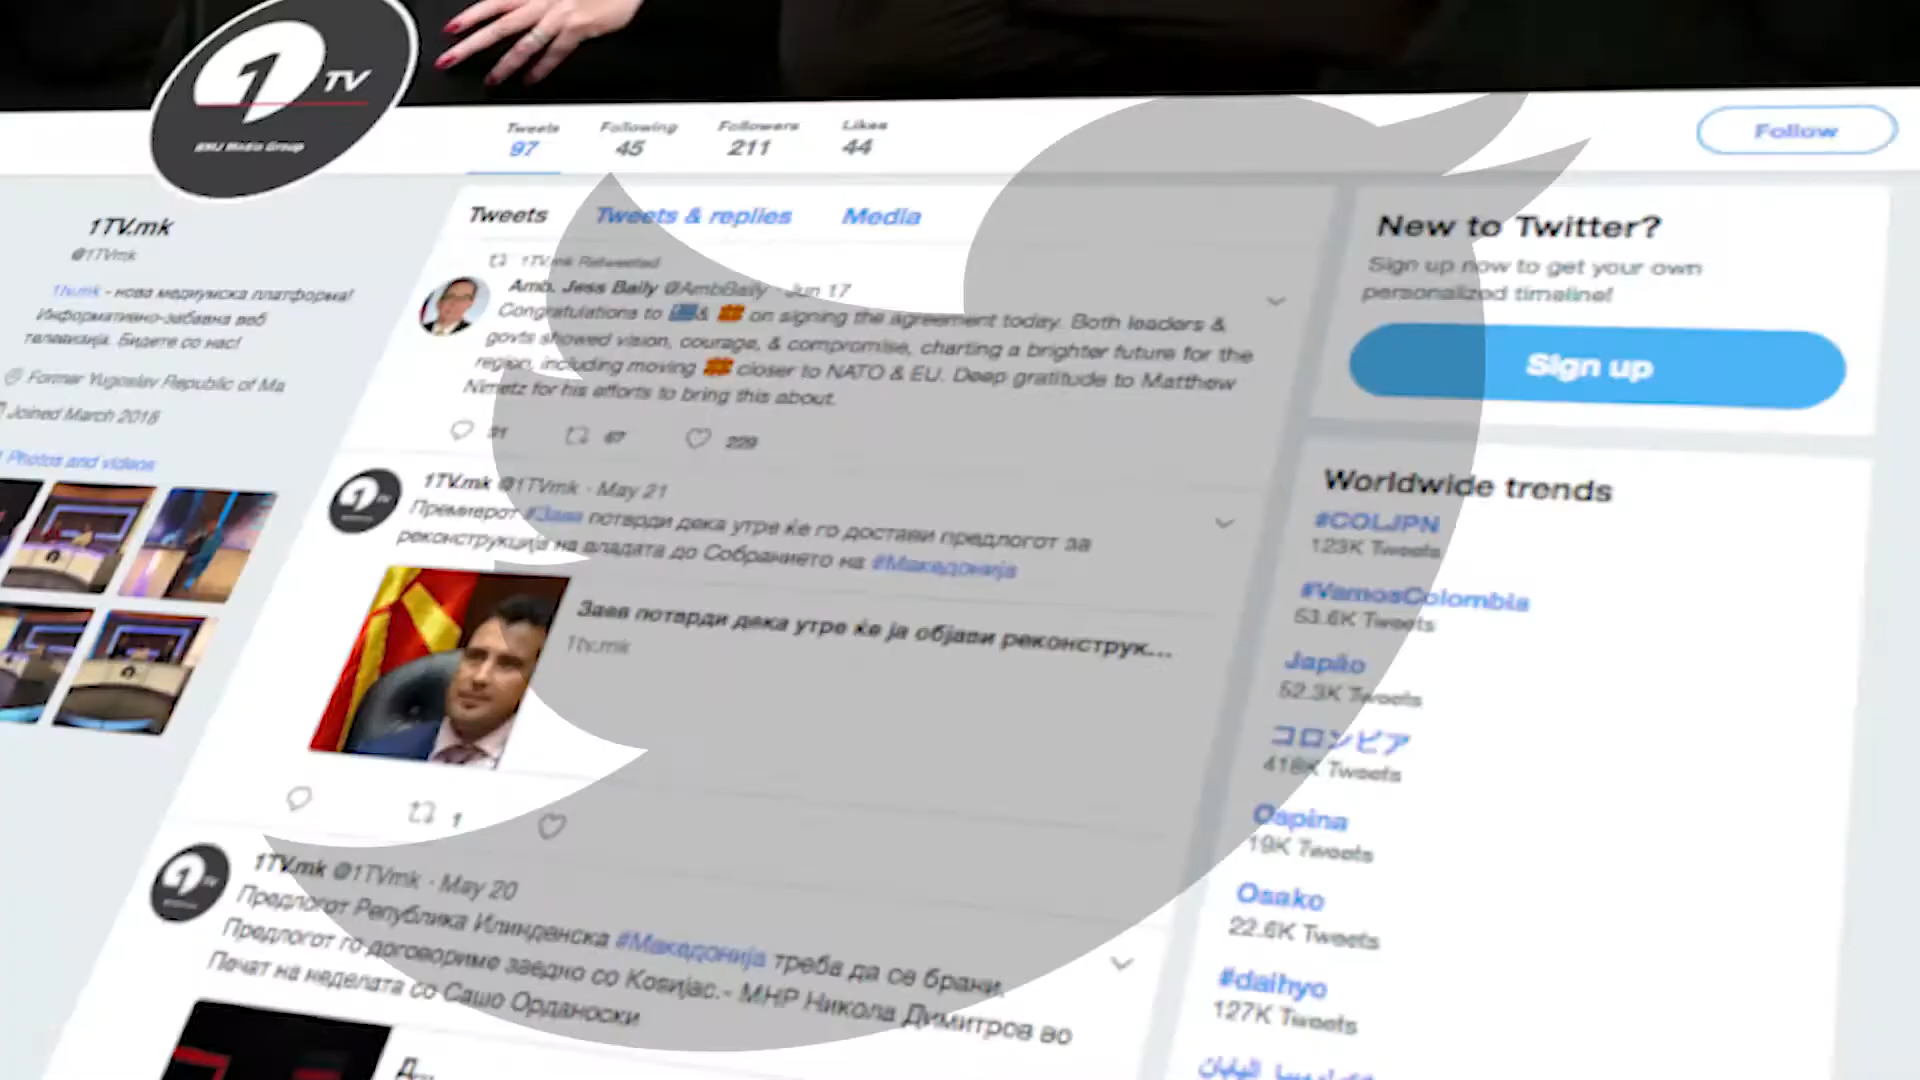 1 TV
BMJ Media Group
Tweets
97
Following
45
Followers
211
Likes
44
Follow
1TV.mk
@1TVmk
1tv.mk - нова медиумска платформа!
Информативно-забавна веб
телевизија. Бидете со нас!
Former Yugoslav Republic of Ma
Joined March 2018
Photos and videos
Tweets Tweets & replies Media
1TV.mk Retweeted
Amb. Jess Baily @AmbBaily · Jun 17
Congratulations to & on signing the agreement today. Both leaders &
govts showed vision, courage, & compromise, charting a brighter future for the
region, including moving closer to NATO & EU. Deep gratitude to Matthew
Nimetz for his efforts to bring this about.
67 229
1TV.mk @1TVmk · May 21
Премиерот #Заев потврди дека утре ќе го достави предлогот за
реконструкција на владата до Собранието на #Македонија
Заев потврди дека утре ќе ја објави реконструк...
1tv.mk
1
1TV.mk @1TVmk · May 20
Предлогот Република Илинденска #Македонија треба да се брани.
Предлогот го договориме заедно со Коѕијас.- МНР Никола Димитров во
Печат на неделата со Сашо Орданоски
New to Twitter?
Sign up now to get your own
personalized timeline!
Sign up
Worldwide trends
#COLJPN
123K Tweets
#VamosColombia
53.6K Tweets
Japão
52.3K Tweets
コロンビア
418K Tweets
Ospina
19K Tweets
Osako
22.6K Tweets
#daihyo
127K Tweets